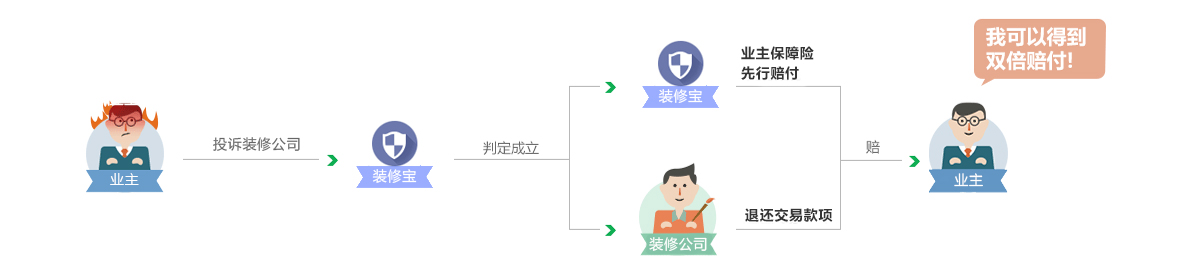 业主
投诉装修公司
装修宝
判定成立
装修宝
业主保障险
先行赔付
装修公司
退还交易款项
赔
我可以得到
双倍赔付!
业主